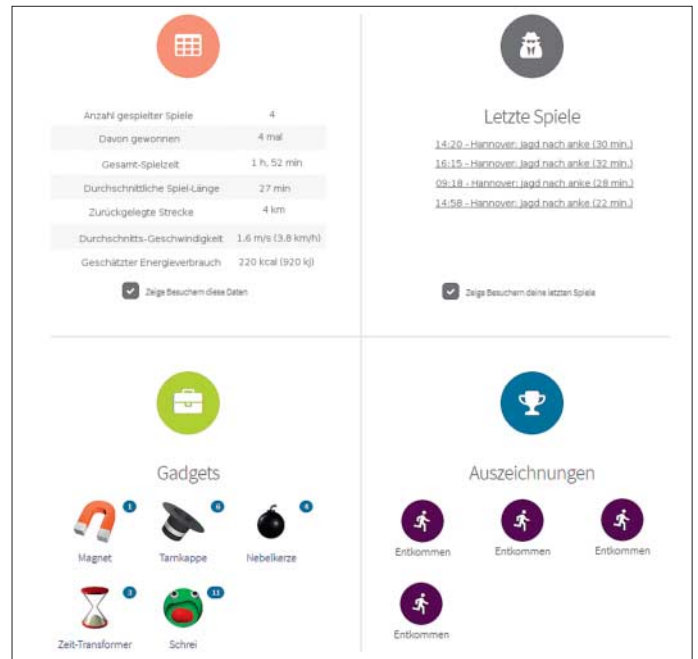 Anzahl gespielter Spiele 4
Davon gewonnen 4 mal
Gesamt-Spielzeit 1 h, 52 min
Durchschnittliche Spiel-Länge 27 min
Zurückgelegte Strecke 4 km
Durchschnitts-Geschwindigkeit 1.6 m/s (3.8 km/h)
Geschätzter Energieverbrauch 220 kcal (920 kj)
Zeige Besuchern diese Daten
Letzte Spiele
14:20 - Hannover: Jagd nach anke (30 min.)
16:15 - Hannover: Jagd nach anke (32 min.)
09:18 - Hannover: Jagd nach anke (28 min.)
14:58 - Hannover: Jagd nach anke (22 min.)
Zeige Besuchern deine letzten Spiele
Gadgets
1 6 4
Magnet Tarnkappe Nebelkerze
3 11
Zeit-Transformer Schrei
Auszeichnungen
Entkommen Entkommen Entkommen
Entkommen